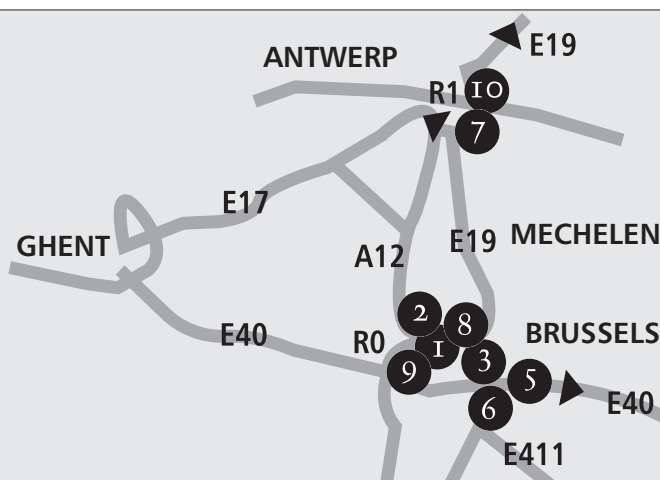 E19
ANTWERP
R1
10
7
E17
GHENT
A12
E19
MECHELEN
2
8
BRUSSELS
E40
R0
1
3
9
5
6
E40
E411